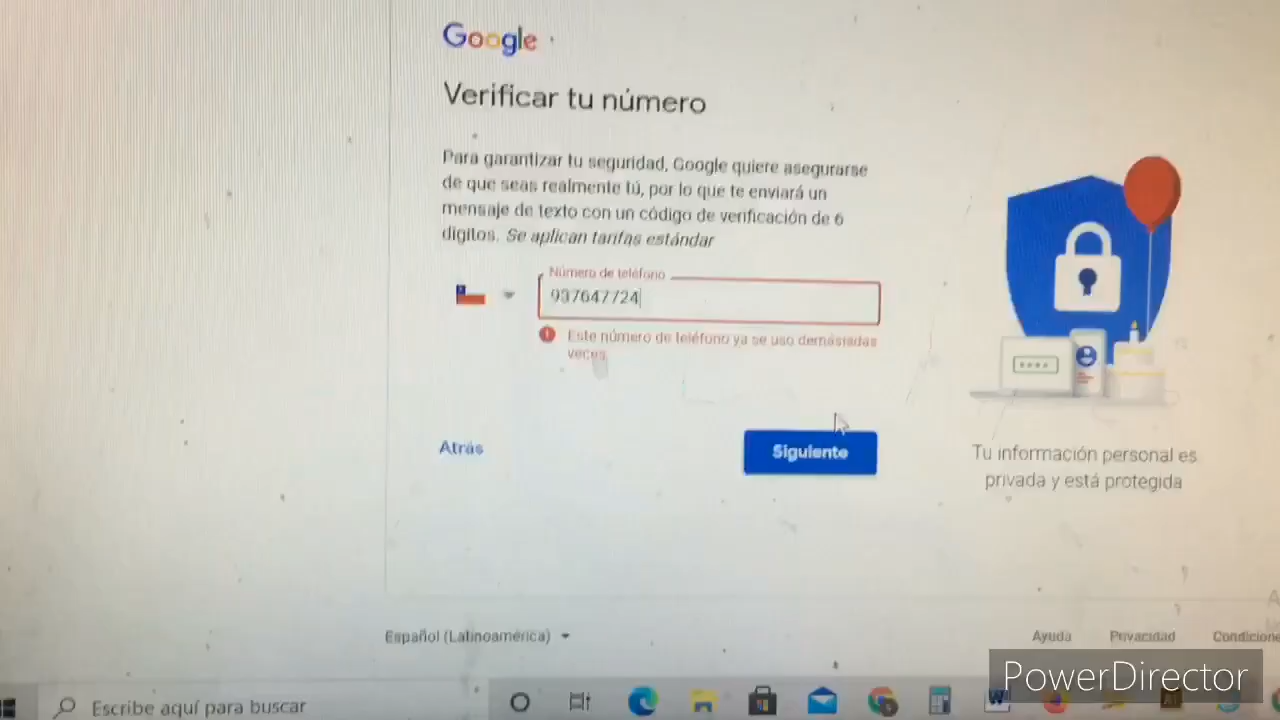 Google
Verificar tu número
Para garantizar tu seguridad, Google quiere asegurarse
de que seas realmente tú, por lo que te enviará un
mensaje de texto con un código de verificación de 6
dígitos. Se aplican tarifas estándar
Número de teléfono
937647724
Este número de teléfono ya se usó demasiadas
veces.
Atrás
Siguiente
Tu información personal es
privada y está protegida
Español (Latinoamérica)
Ayuda
Privacidad
Condicione
PowerDirector
Escribe aquí para buscar